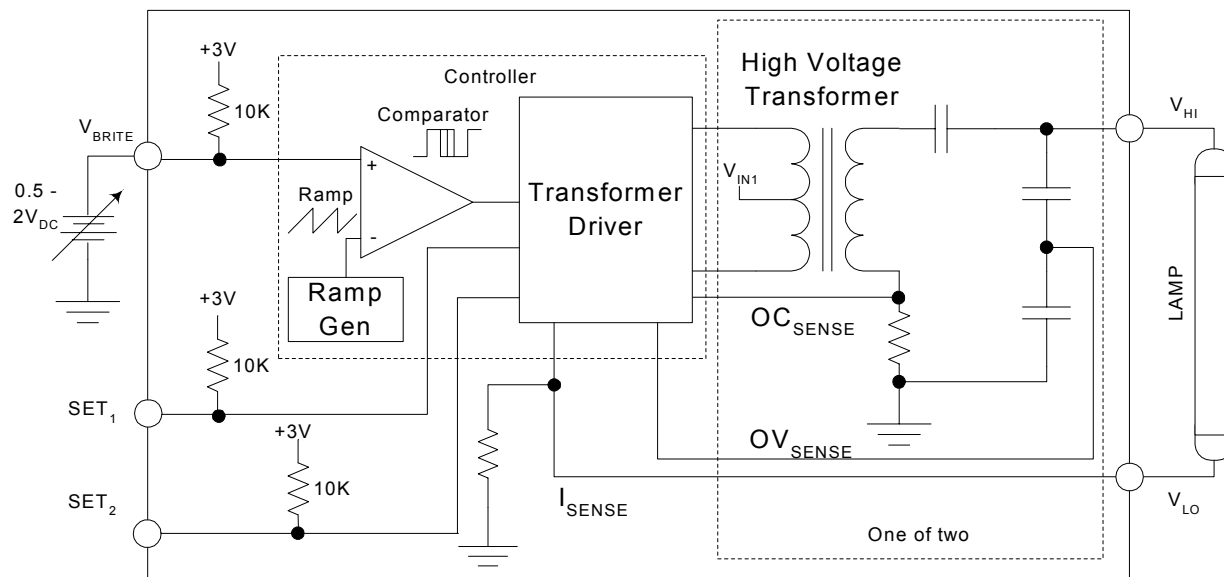 +3V
Controller
High Voltage
Transformer
10K
Comparator
V_BRITE
V_HI
+
V_IN1
Ramp
Transformer
Driver
0.5 -
2V_DC
-
Ramp
Gen
OC_SENSE
LAMP
+3V
10K
SET_1
+3V
OV_SENSE
10K
SET_2
I_SENSE
V_LO
One of two